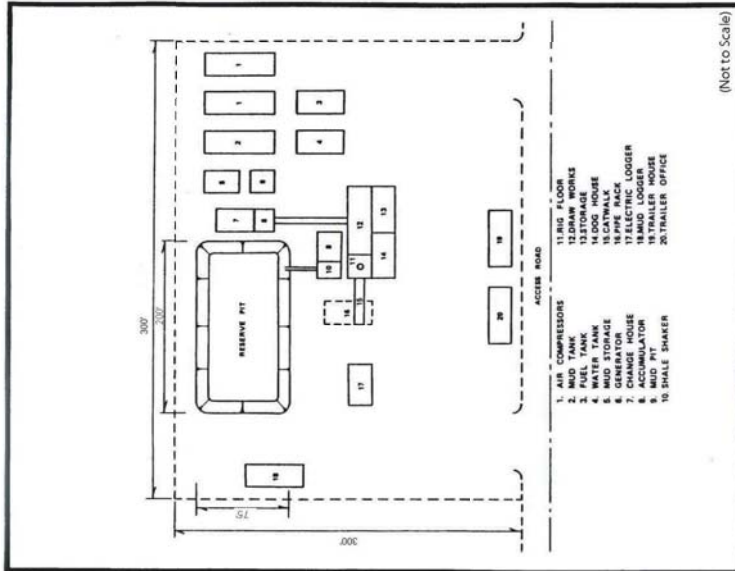 (Not to Scale)
300'
200'
300'
75'
RESERVE PIT
1
1
2
3
4
5
6
7
8
9
10
11
12
13
14
15
16
17
18
19
20
ACCESS ROAD
1. AIR COMPRESSORS
2. MUD TANK
3. FUEL TANK
4. WATER TANK
5. MUD STORAGE
6. GENERATOR
7. CHANGE HOUSE
8. ACCUMULATOR
9. MUD PIT
10. SHALE SHAKER
11.RIG FLOOR
12.DRAW WORKS
13.STORAGE
14.DOG HOUSE
15.CATWALK
16.PIPE RACK
17.ELECTRIC LOGGER
18.MUD LOGGER
19.TRAILER HOUSE
20.TRAILER OFFICE